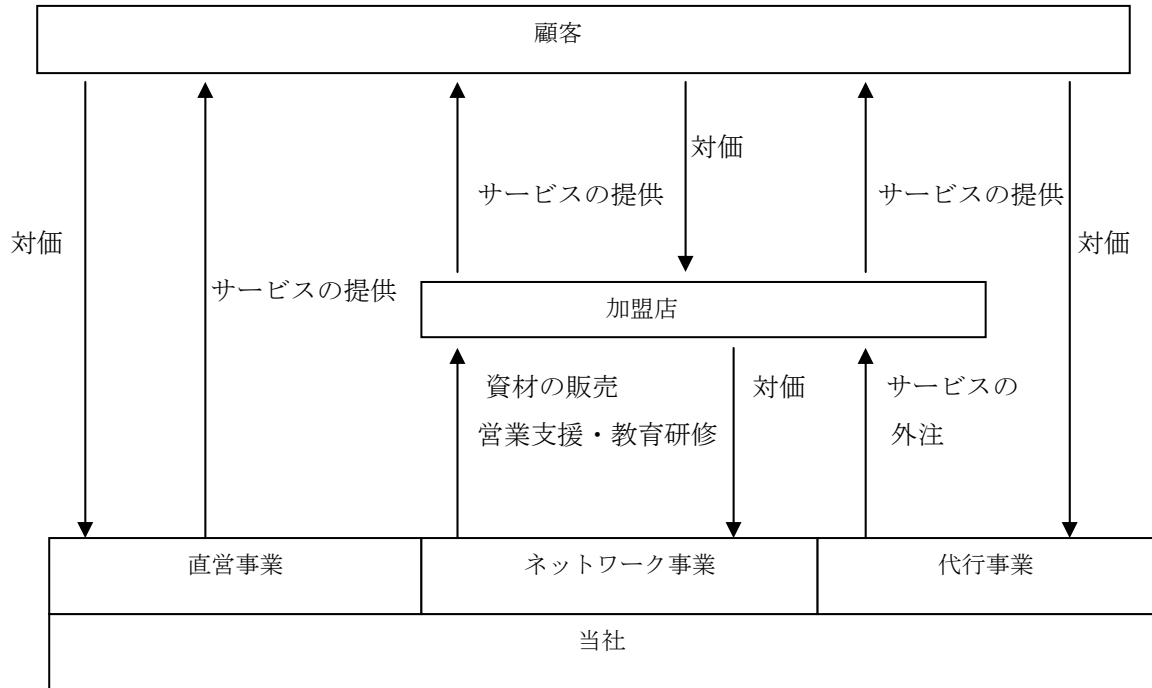 顧客
対価
サービスの提供
サービスの提供
対価
対価
サービスの提供
対価
加盟店
資材の販売
営業支援・教育研修
対価
サービスの
外注
直営事業
ネットワーク事業
代行事業
当社